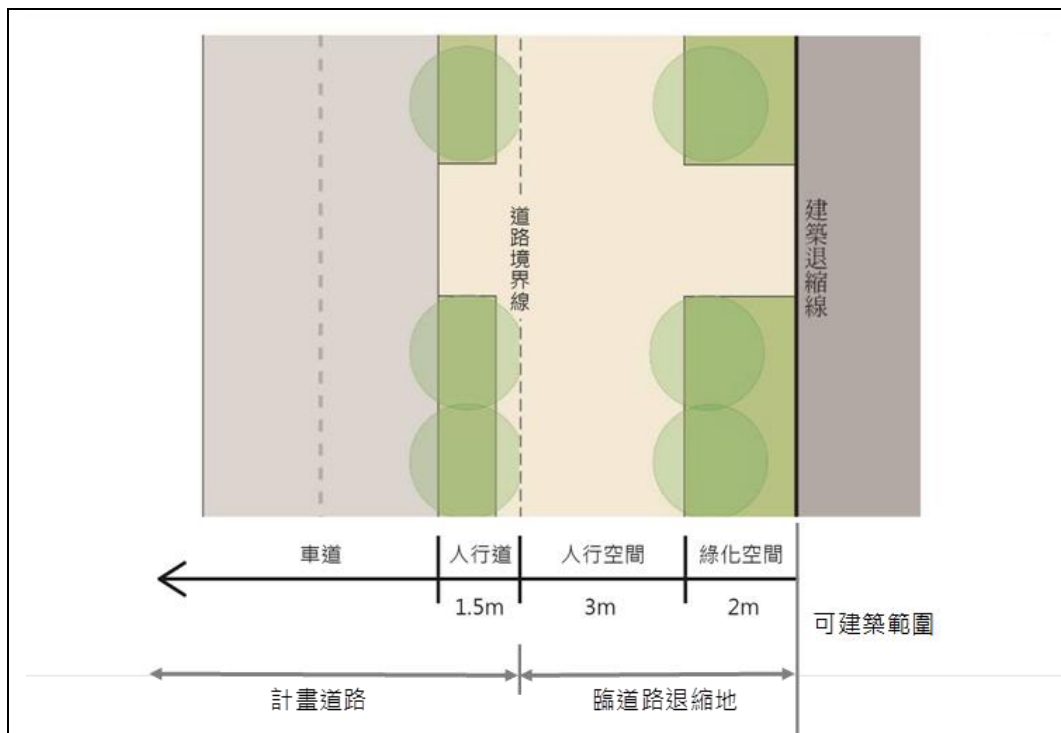 道路境界線
建築退縮線
車道
人行道
人行空間
綠化空間
1.5m
3m
2m
可建築範圍
計畫道路
臨道路退縮地